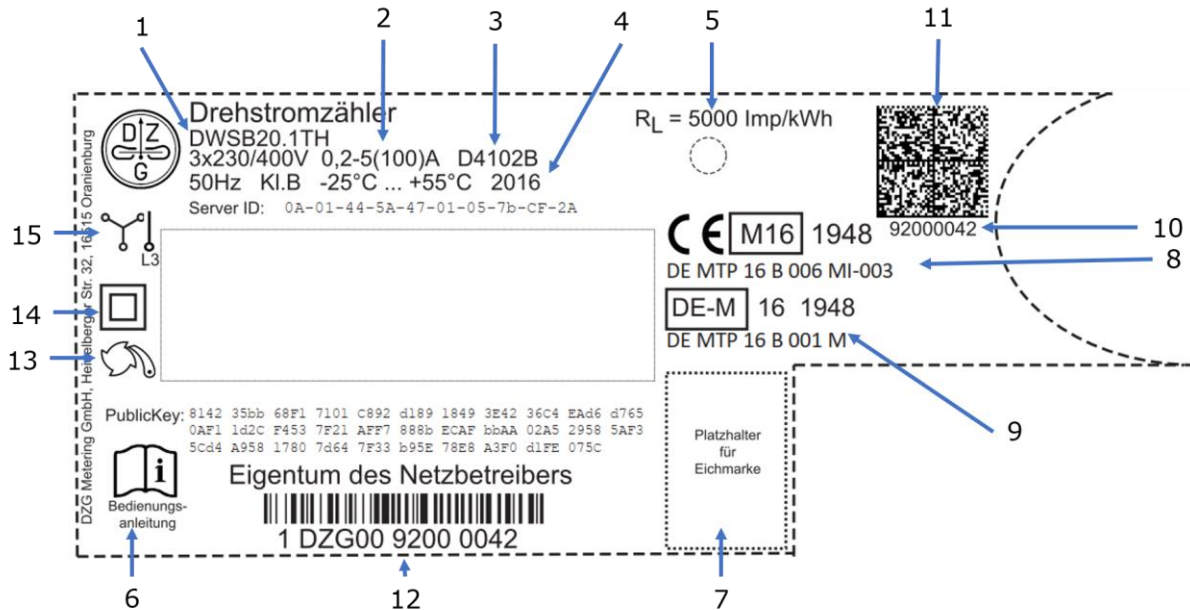 1
2
3
4
5
11
DZG
Drehstromzähler
DWSB20.1TH
3x230/400V 0,2-5(100)A D4102B
50Hz Kl.B -25°C ... +55°C 2016
Server ID: 0A-01-44-5A-47-01-05-7b-CF-2A
R_L = 5000 Imp/kWh
92000042
10
15
L3
CE M16 1948
8
DE MTP 16 B 006 MI-003
14
DE-M 16 1948
DE MTP 16 B 001 M
13
9
DZG Metering GmbH, Heidelberger Str. 32, 16515 Oranienburg
PublicKey: 8142 35bb 68F1 7101 C892 d189 1849 3E42 36C4 EAd6 d765
0AF1 1d2C F453 7F21 AFF7 888b ECAF bbAA 02A5 2958 5AF3
5Cd4 A958 1780 7d64 7F33 b95E 78E8 A3F0 d1FE 075C
Platzhalter
für
Eichmarke
i
Bedienungs-
anleitung
Eigentum des Netzbetreibers
1 DZG00 9200 0042
6
12
7